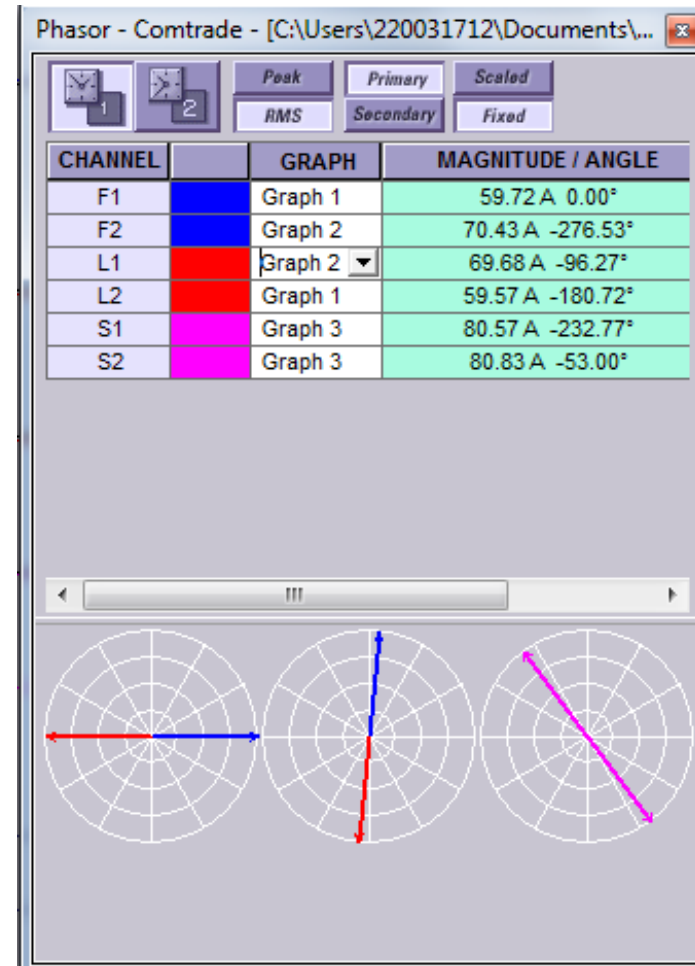 Phasor - Comtrade - [C:\Users\220031712\Documents\...
1 2 Peak Primary Scaled
RMS Secondary Fixed
CHANNEL GRAPH MAGNITUDE / ANGLE
F1 Graph 1 59.72 A 0.00°
F2 Graph 2 70.43 A -276.53°
L1 Graph 2 69.68 A -96.27°
L2 Graph 1 59.57 A -180.72°
S1 Graph 3 80.57 A -232.77°
S2 Graph 3 80.83 A -53.00°